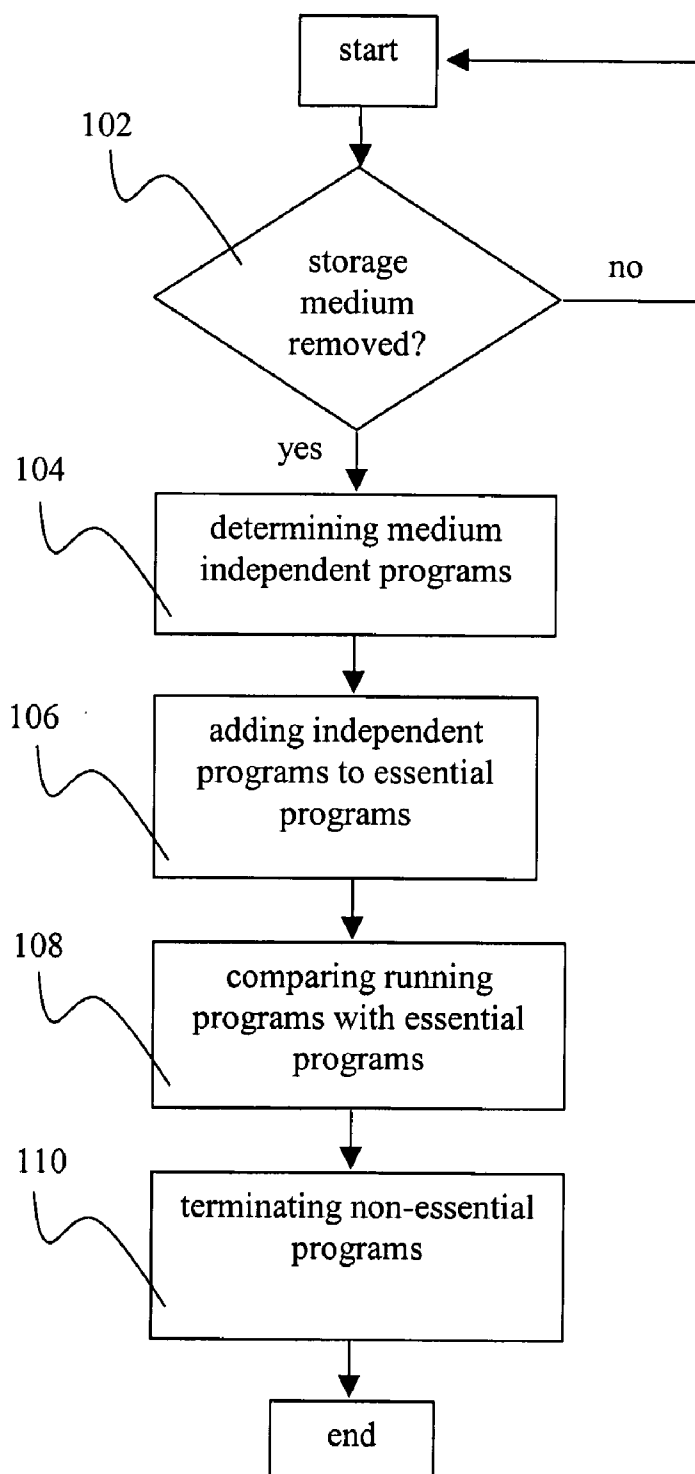 start
102
storage
medium
removed?
no
yes
104
determining medium
independent programs
106
adding independent
programs to essential
programs
108
comparing running
programs with essential
programs
110
terminating non-essential
programs
end